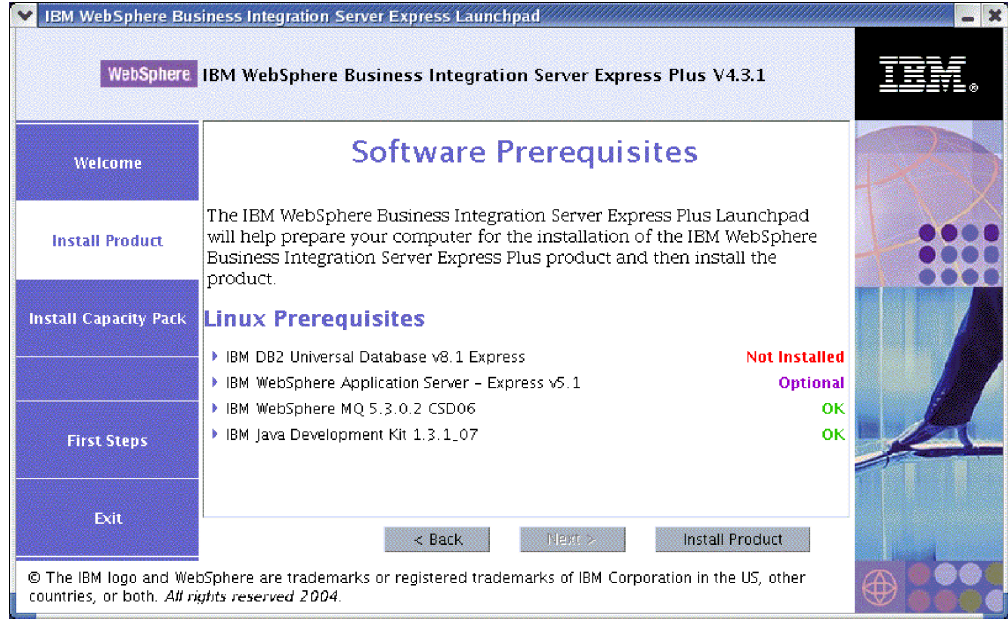 IBM WebSphere Business Integration Server Express Launchpad
WebSphere IBM WebSphere Business Integration Server Express Plus V4.3.1
IBM®
Welcome
Install Product
Install Capacity Pack
First Steps
Exit
Software Prerequisites
The IBM WebSphere Business Integration Server Express Plus Launchpad
will help prepare your computer for the installation of the IBM WebSphere
Business Integration Server Express Plus product and then install the
product.
Linux Prerequisites
IBM DB2 Universal Database v8.1 Express Not Installed
IBM WebSphere Application Server – Express v5.1 Optional
IBM WebSphere MQ 5.3.0.2 CSD06 OK
IBM Java Development Kit 1.3.1_07 OK
< Back Next > Install Product
© The IBM logo and WebSphere are trademarks or registered trademarks of IBM Corporation in the US, other
countries, or both. All rights reserved 2004.